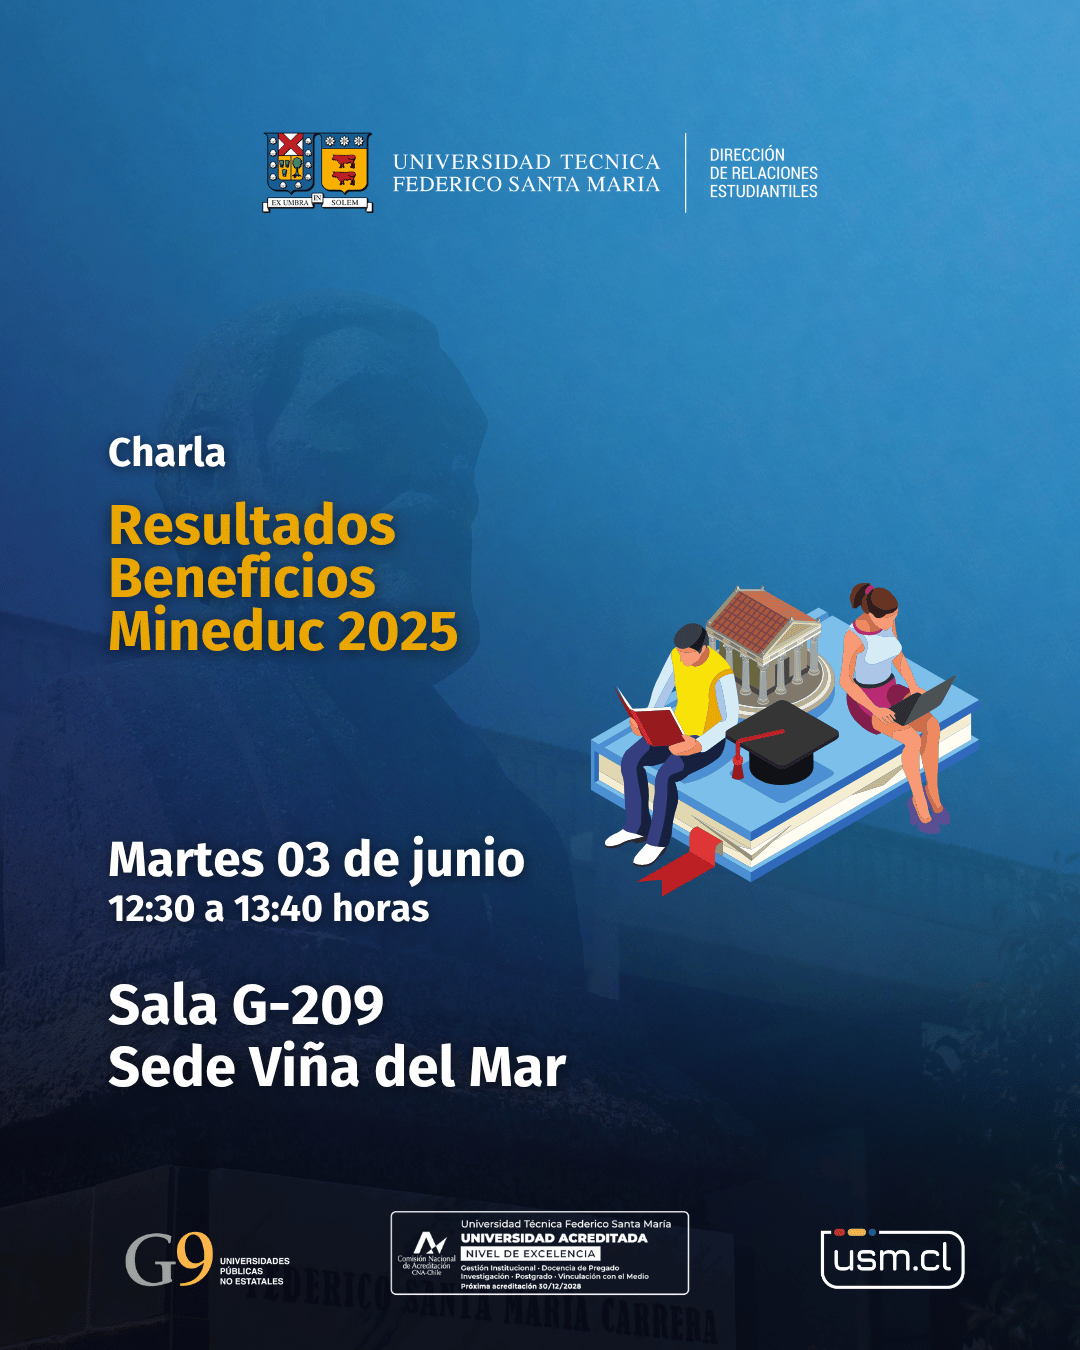 EX UMBRA IN SOLEM
UNIVERSIDAD TECNICA
FEDERICO SANTA MARIA
DIRECCIÓN
DE RELACIONES
ESTUDIANTILES
Charla
Resultados
Beneficios
Mineduc 2025
Martes 03 de junio
12:30 a 13:40 horas
Sala G-209
Sede Viña del Mar
G9
UNIVERSIDADES
PÚBLICAS
NO ESTATALES
Comisión Nacional
de Acreditación
CNA-Chile
Universidad Técnica Federico Santa María
UNIVERSIDAD ACREDITADA
NIVEL DE EXCELENCIA
Gestión Institucional · Docencia de Pregado
Investigación · Postgrado · Vinculación con el Medio
Próxima acreditación 30/12/2028
usm.cl
FEDERICO SANTA MARIA CARRERA